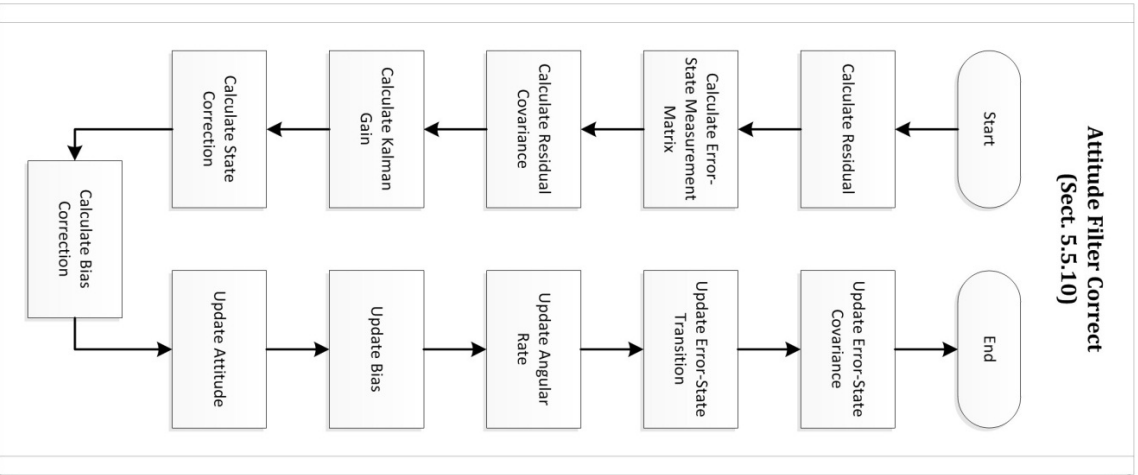 Attitude Filter Correct
(Sect. 5.5.10)
Start
Calculate Residual
Calculate Error-
State Measurement
Matrix
Calculate Residual
Covariance
Calculate Kalman
Gain
Calculate State
Correction
Calculate Bias
Correction
Update Attitude
Update Bias
Update Angular
Rate
Update Error-State
Transition
Update Error-State
Covariance
End